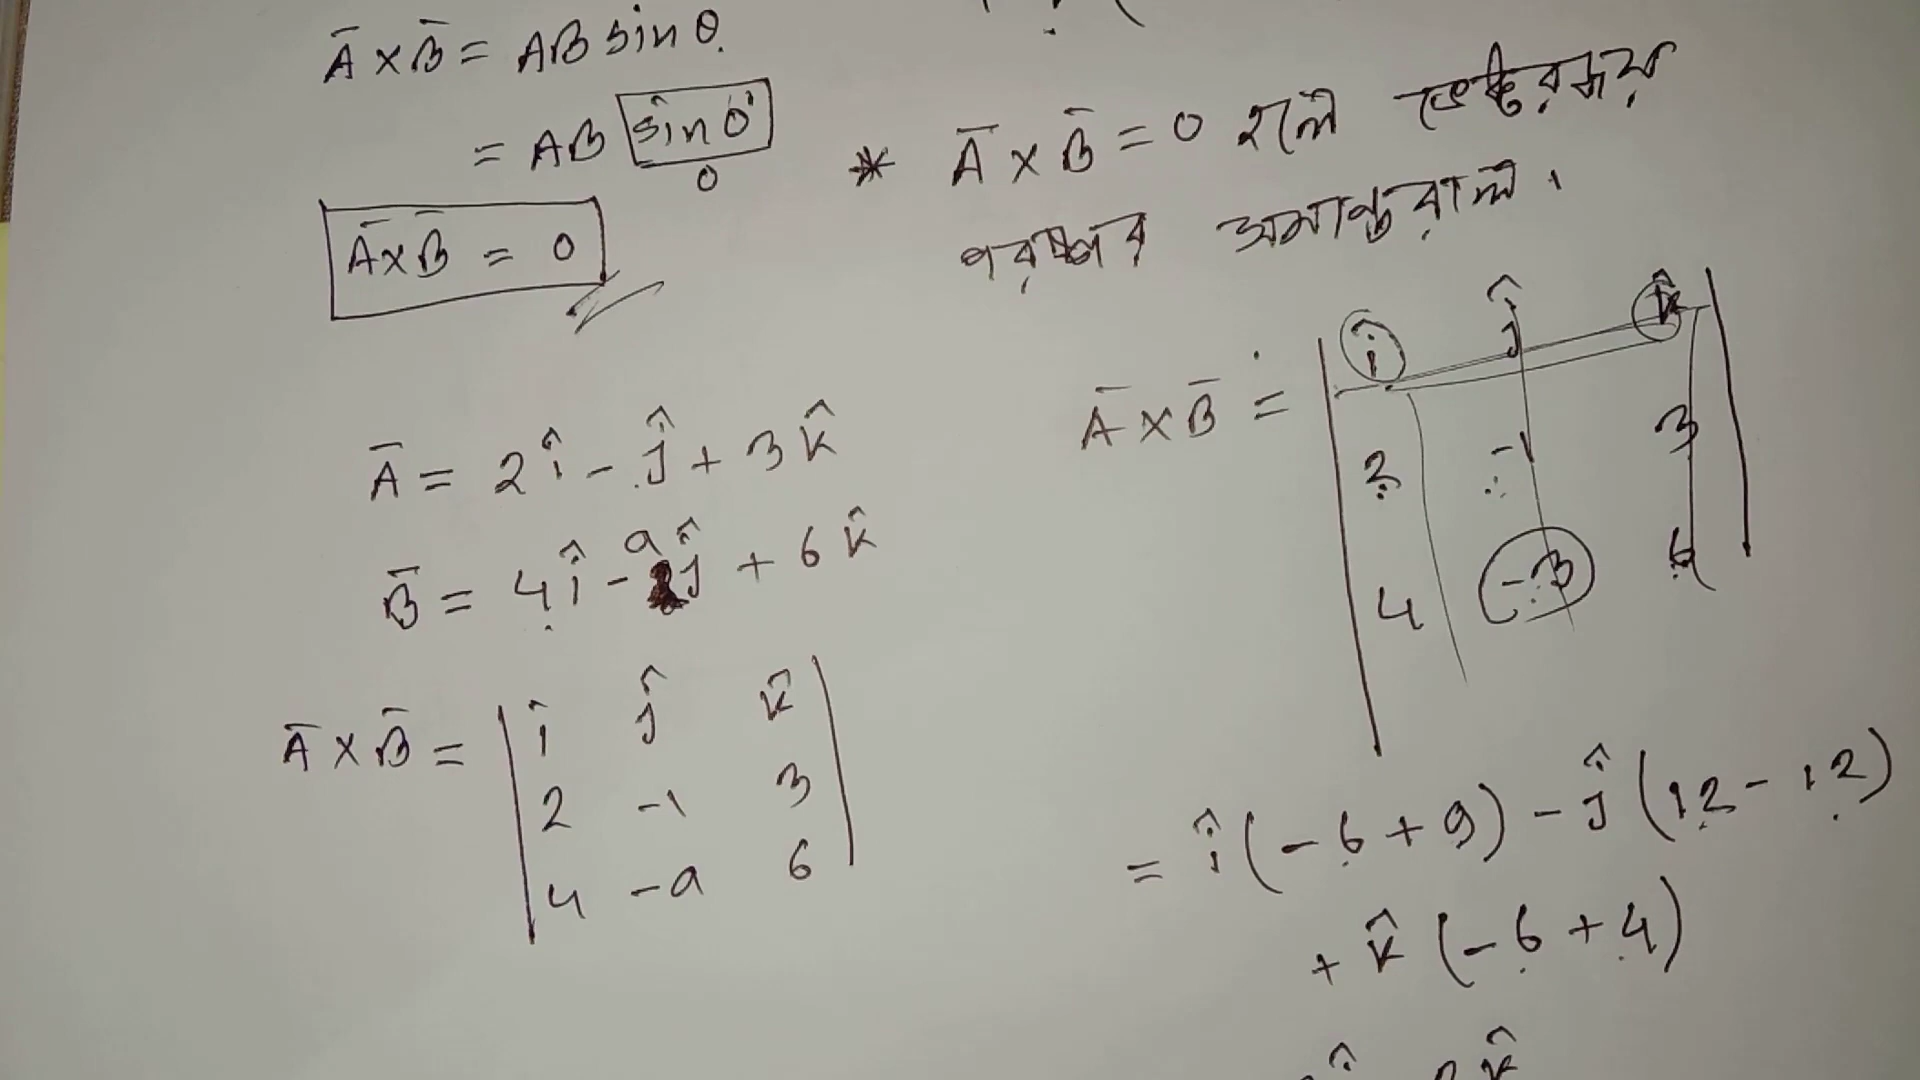 A̅ × B̅ = AB sin θ
= AB sin 0°
0
A̅ × B̅ = 0
* A̅ × B̅ = 0 হলে ভেক্টরদ্বয়
পরস্পর সমান্তরাল।
A̅ = 2î - ĵ + 3k̂
B̅ = 4î - aĵ + 6k̂
A̅ × B̅ = | î ĵ k̂ |
| 2 -1 3 |
| 4 -a 6 |
A̅ × B̅ = | î ĵ k̂ |
| 2 -1 3 |
| 4 -3 6 |
= î (-6+9) - ĵ (12-12)
+ k̂ (-6+4)